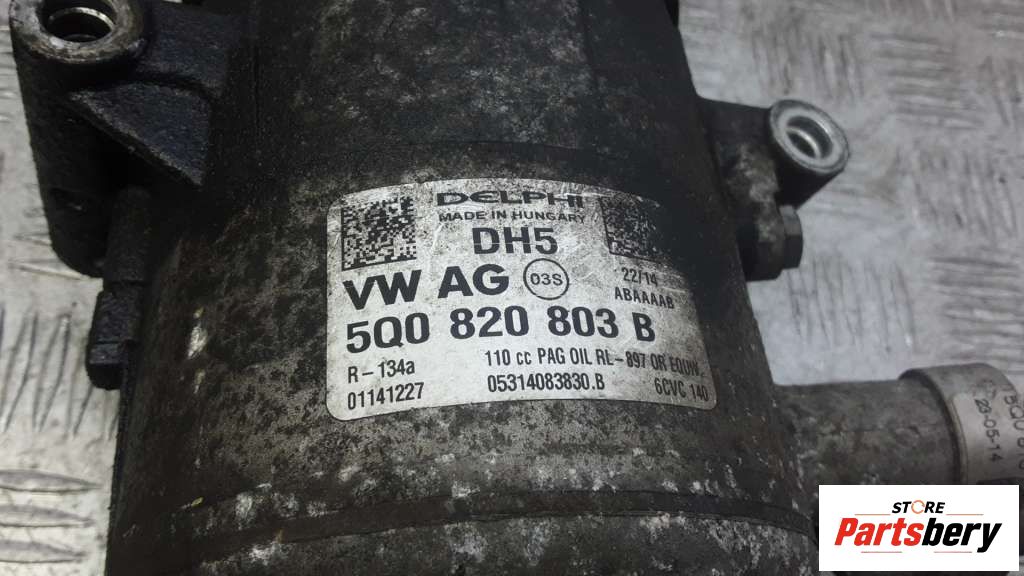 DELPHI
MADE IN HUNGARY
DH5
VW AG 03S
22/14
ABAAAAB
5Q0 820 803 B
R-134a 110 cc PAG OIL RL-897 OR EQUIV.
01141227 05314083830.B 6CVC 140
5Q0
23-05-14
STORE
Partsbery